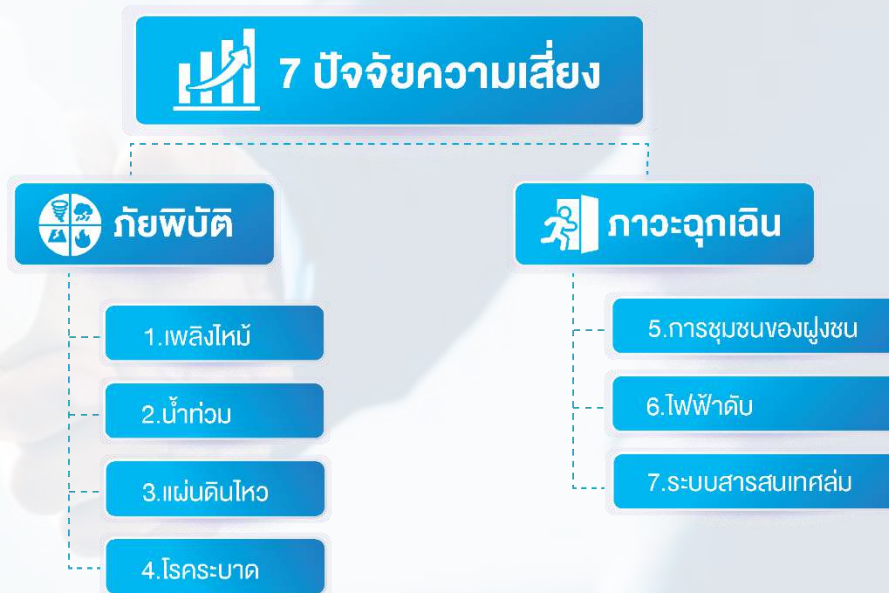 7 ปัจจัยความเสี่ยง
ภัยพิบัติ
1.เพลิงไหม้
2.น้ำท่วม
3.แผ่นดินไหว
4.โรคระบาด
ภาวะฉุกเฉิน
5.การชุมชนของฝูงชน
6.ไฟฟ้าดับ
7.ระบบสารสนเทศล่ม